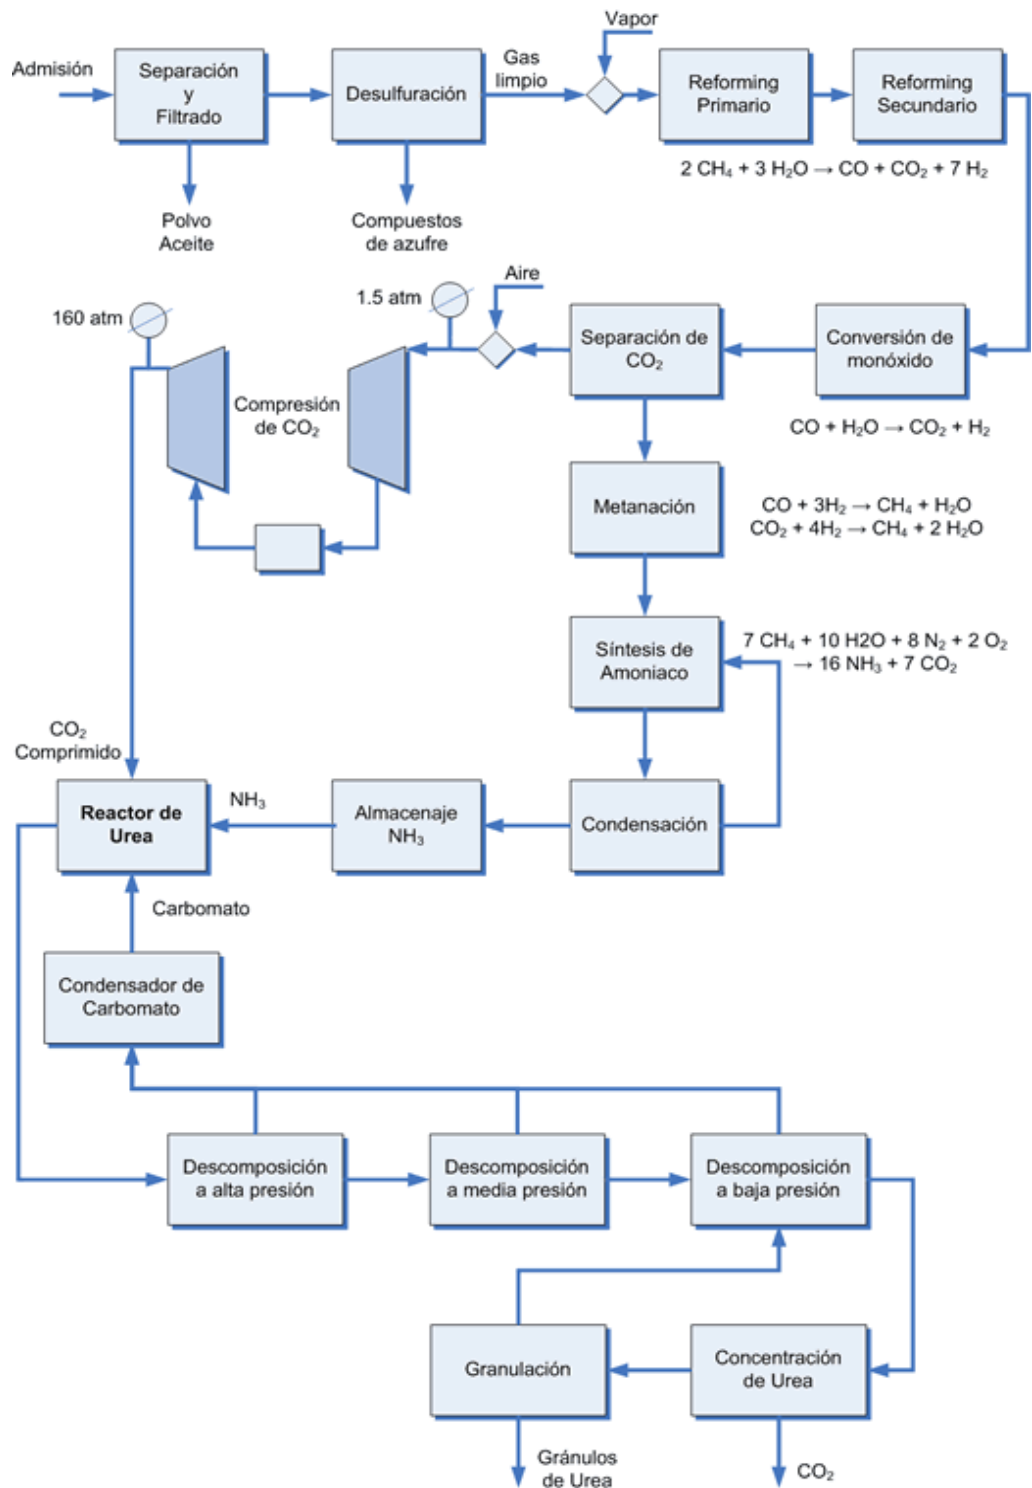 Vapor
Admisión
Separación
y
Filtrado
Desulfuración
Gas
limpio
Reforming
Primario
Reforming
Secundario
2 CH₄ + 3 H₂O → CO + CO₂ + 7 H₂
Polvo
Aceite
Compuestos
de azufre
Aire
1.5 atm
160 atm
Separación de
CO₂
Conversión de
monóxido
Compresión
de CO₂
CO + H₂O → CO₂ + H₂
Metanación
CO + 3H₂ → CH₄ + H₂O
CO₂ + 4H₂ → CH₄ + 2 H₂O
Síntesis de
Amoniaco
7 CH₄ + 10 H2O + 8 N₂ + 2 O₂
→ 16 NH₃ + 7 CO₂
CO₂
Comprimido
Reactor de
Urea
NH₃
Almacenaje
NH₃
Condensación
Carbomato
Condensador de
Carbomato
Descomposición
a alta presión
Descomposición
a media presión
Descomposición
a baja presión
Granulación
Concentración
de Urea
Gránulos
de Urea
CO₂